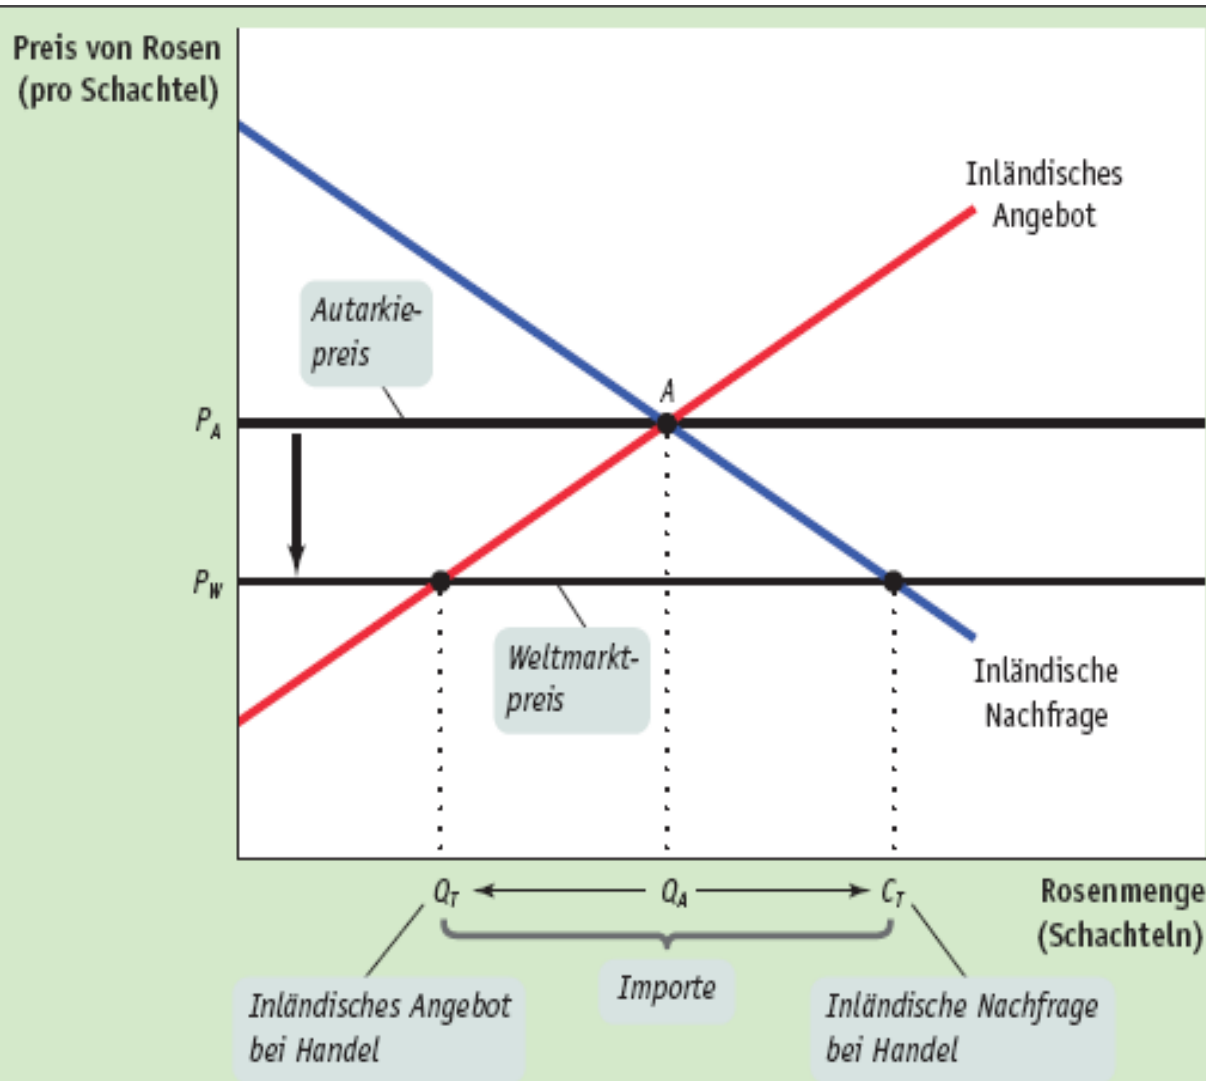 Preis von Rosen
(pro Schachtel)
Inländisches
Angebot
Autarkie-
preis
A
P_A
P_W
Weltmarkt-
preis
Inländische
Nachfrage
Q_T
Q_A
C_T
Rosenmenge
(Schachteln)
Inländisches Angebot
bei Handel
Importe
Inländische Nachfrage
bei Handel